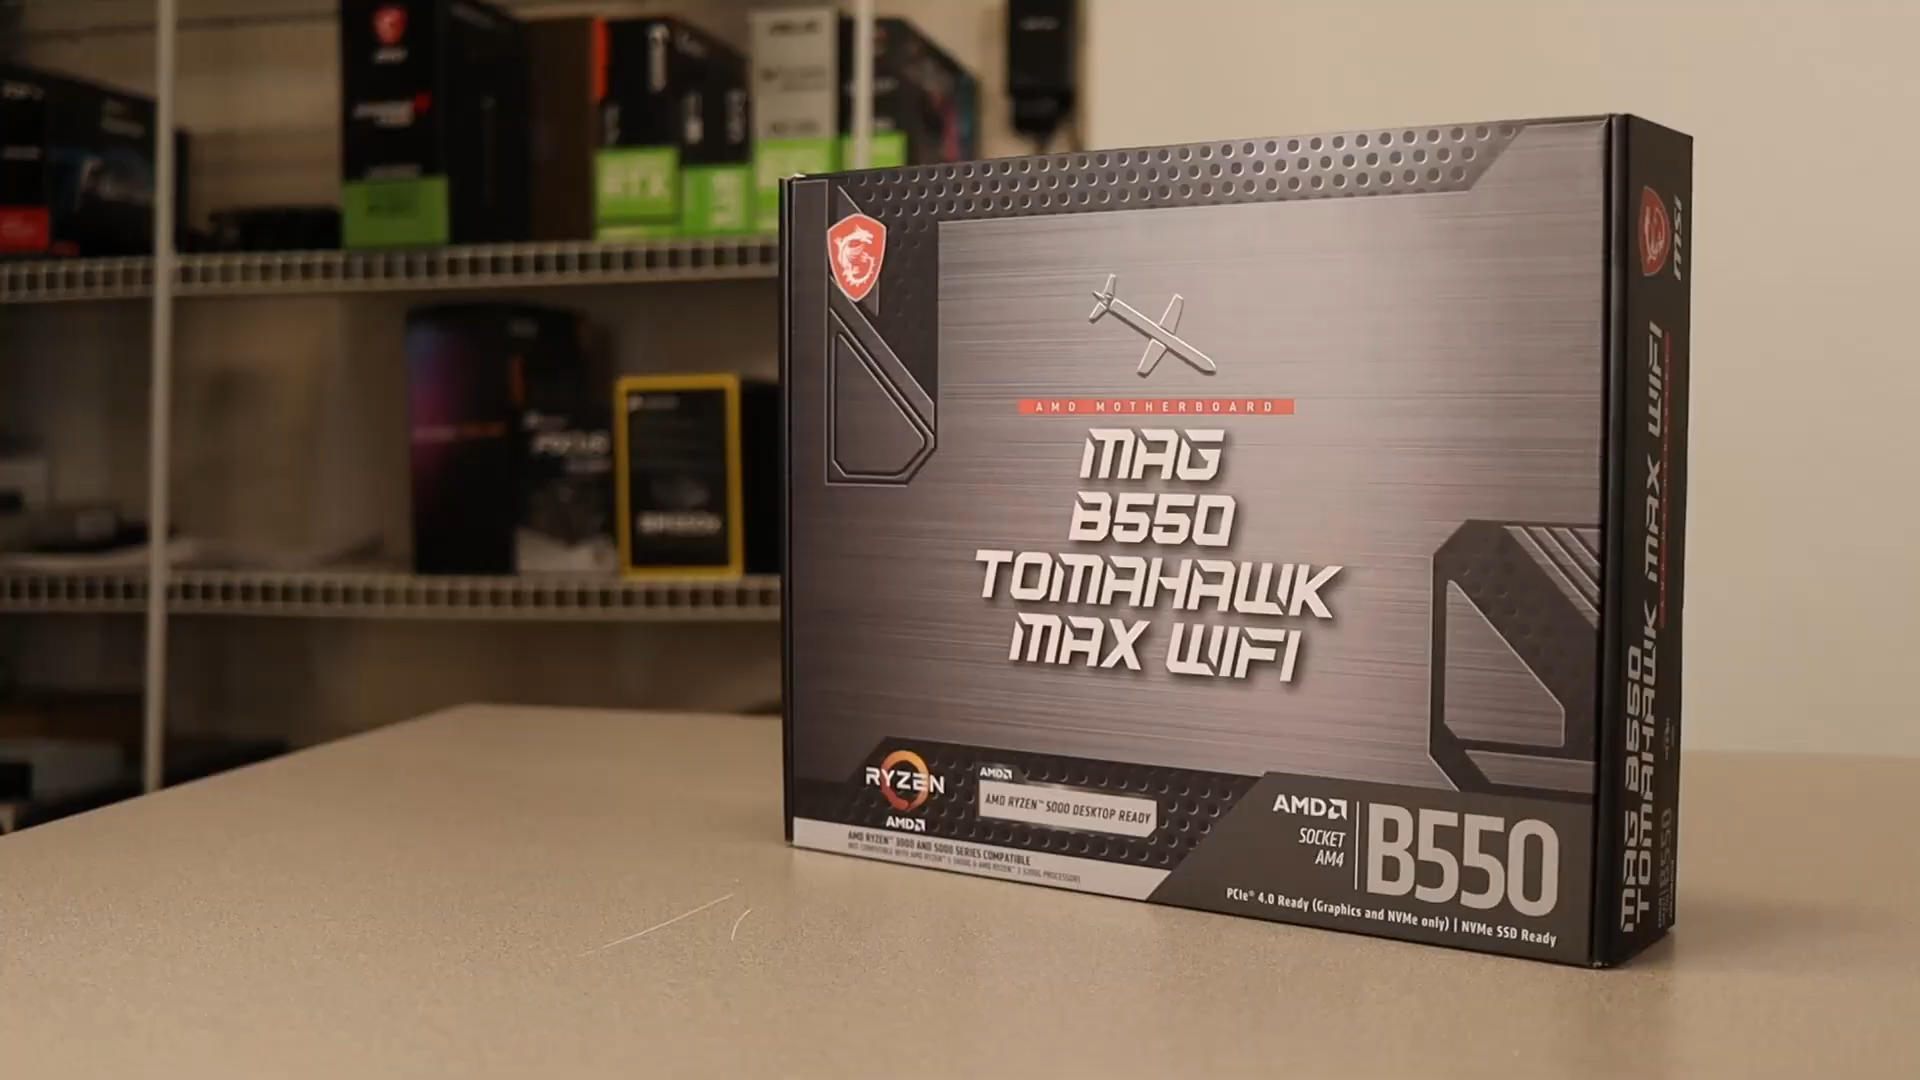 AMD MOTHERBOARD
MAG
B550
TOMAHAWK
MAX WIFI
RYZEN
AMD
AMD
AMD RYZEN™ 5000 DESKTOP READY
AMD RYZEN™ 3000 AND 5000 SERIES COMPATIBLE
AMD
SOCKET
AM4
B550
PCIe® 4.0 Ready (Graphics and NVMe only) | NVMe SSD Ready
msi
MAG B550
TOMAHAWK MAX WIFI
RTX
FOCUS